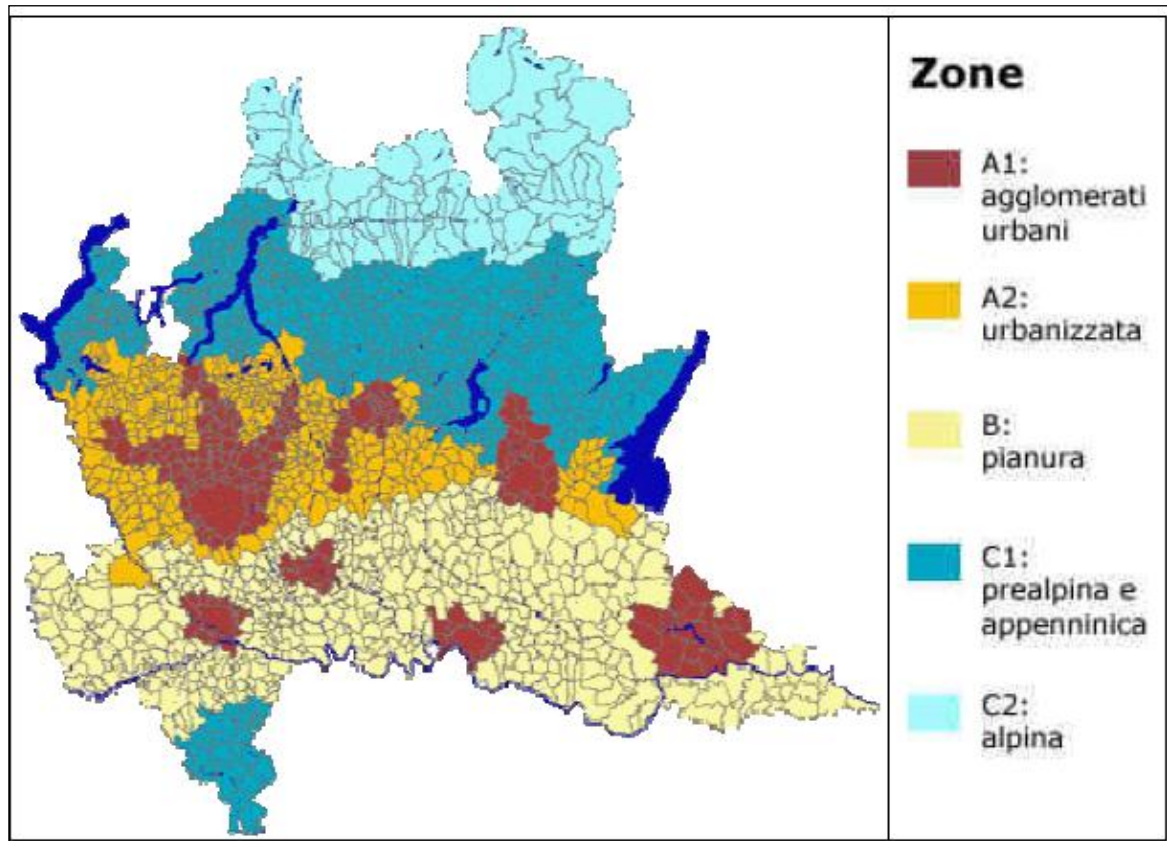 Zone
A1:
agglomerati
urbani
A2:
urbanizzata
B:
pianura
C1:
prealpina e
appenninica
C2:
alpina